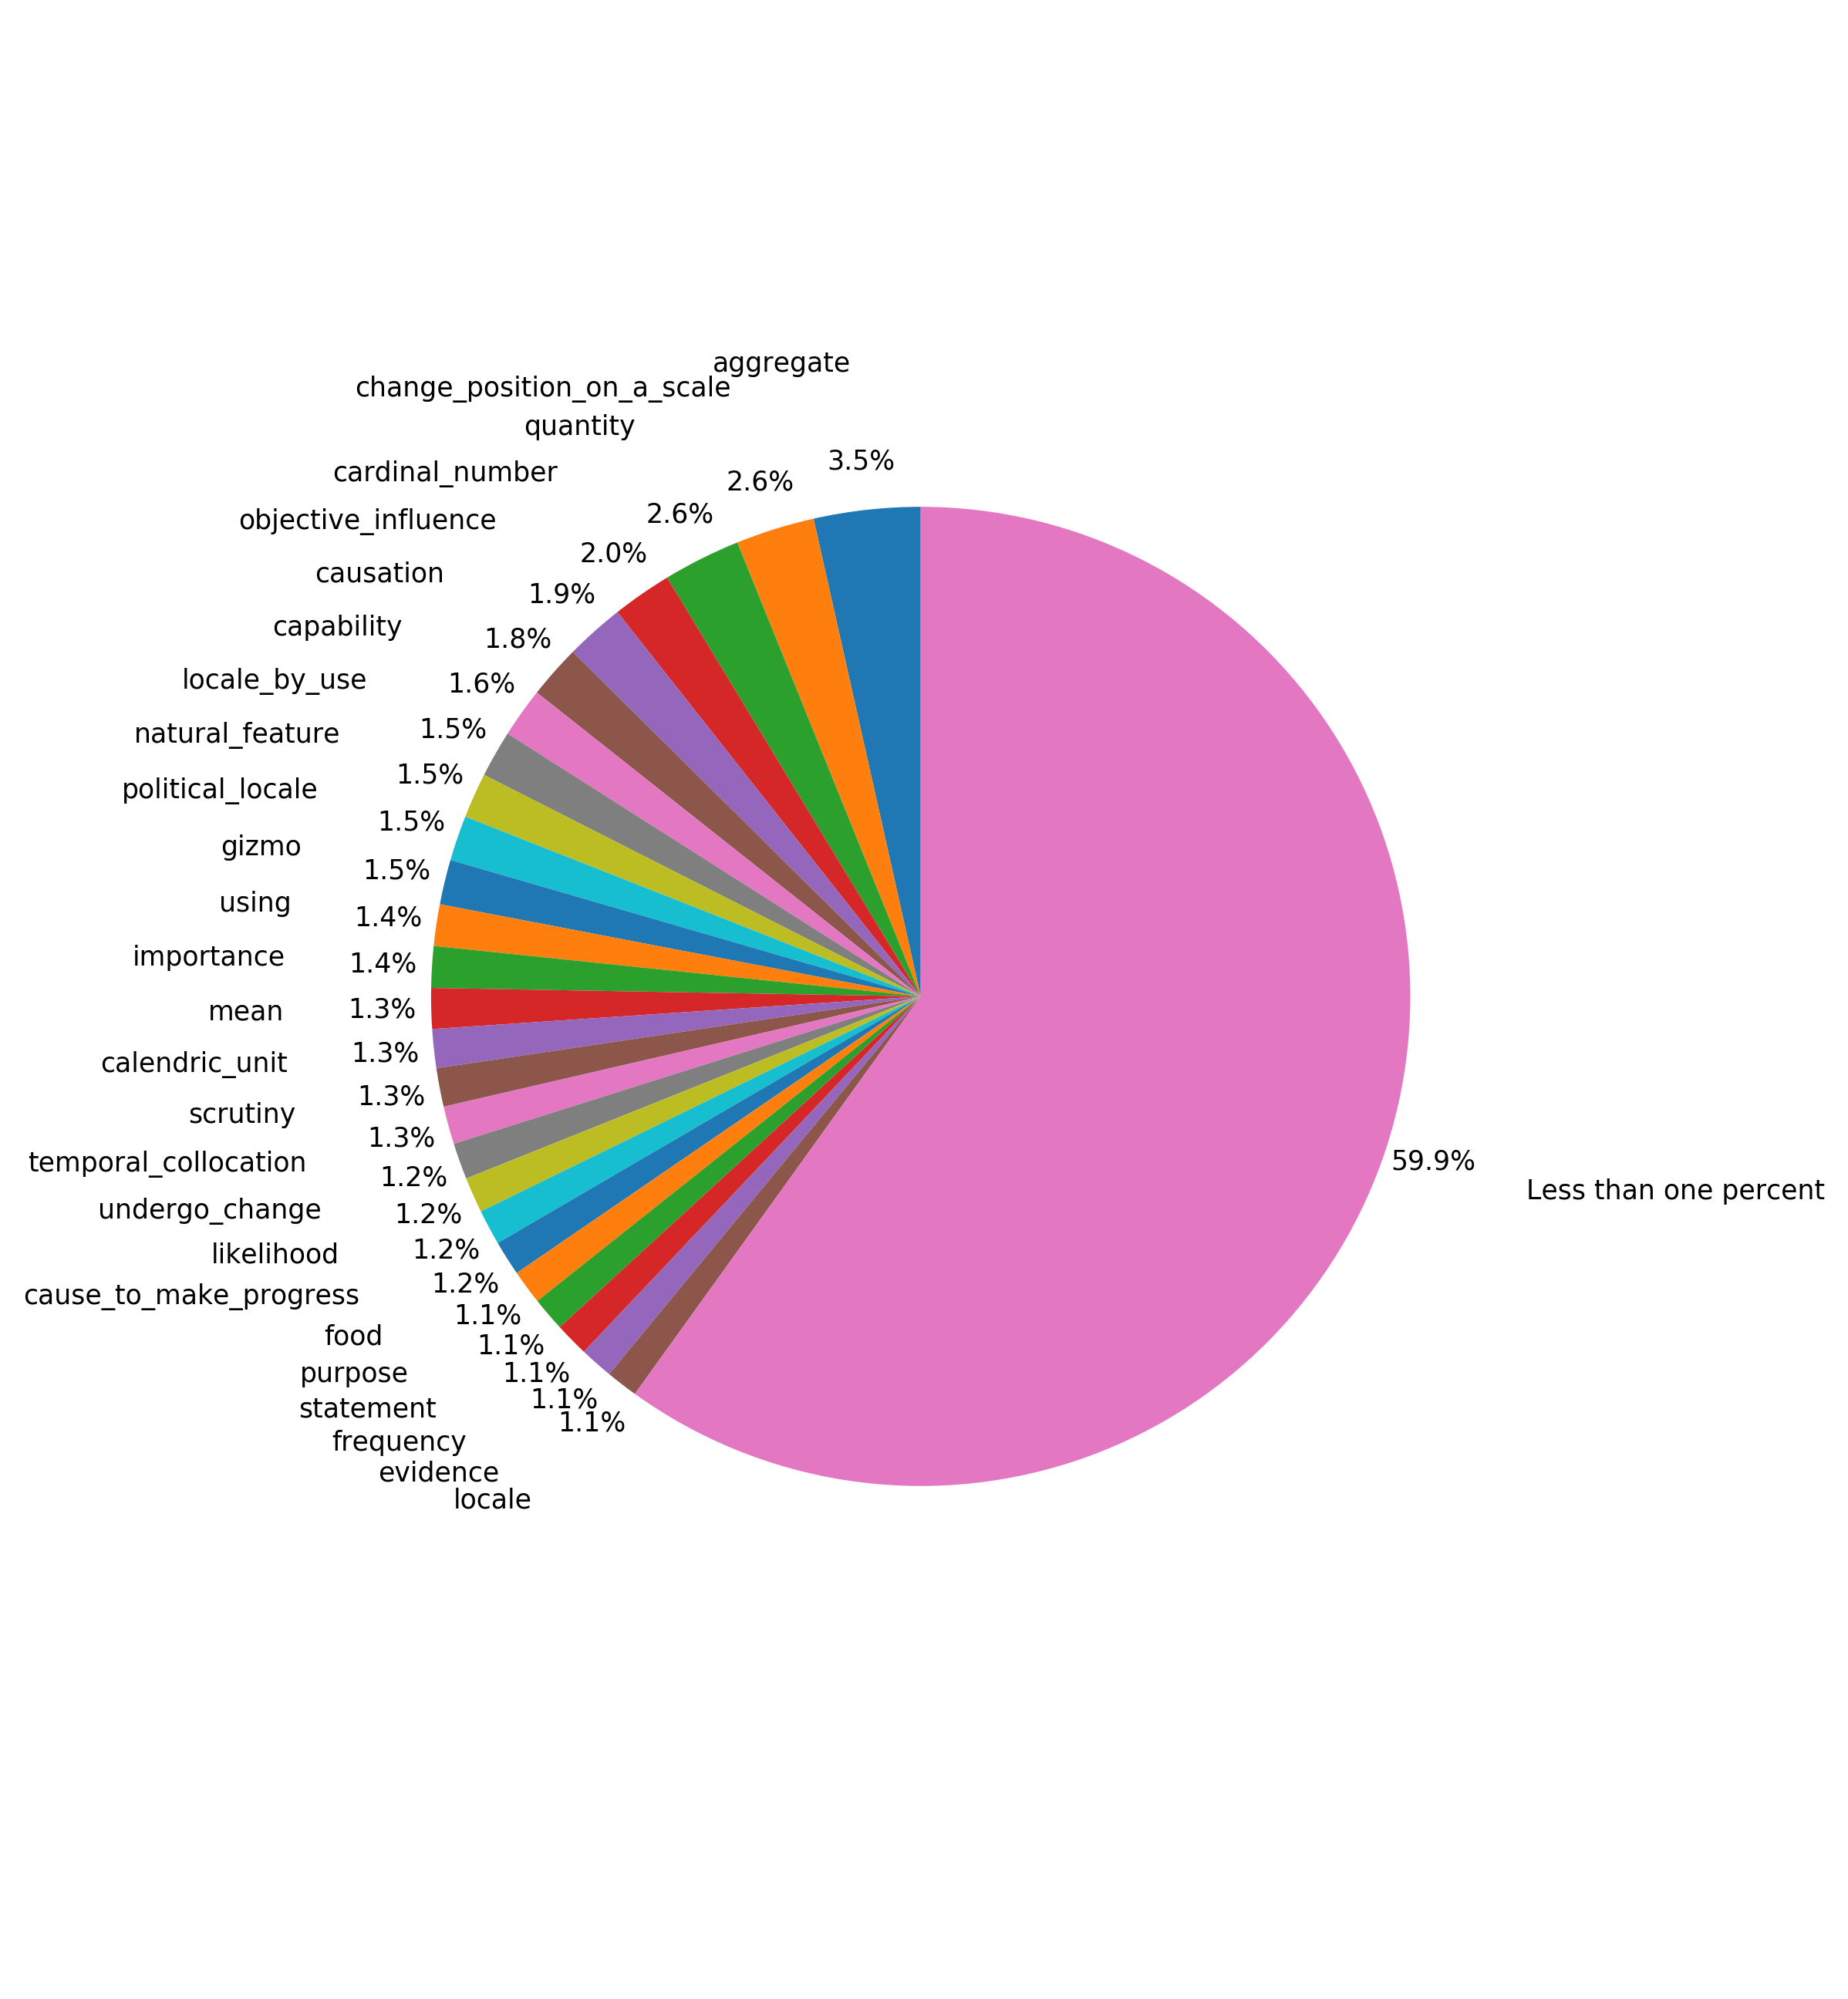 aggregate
change_position_on_a_scale
quantity
cardinal_number
objective_influence
causation
capability
locale_by_use
natural_feature
political_locale
gizmo
using
importance
mean
calendric_unit
scrutiny
temporal_collocation
undergo_change
likelihood
cause_to_make_progress
food
purpose
statement
frequency
evidence
locale
Less than one percent
3.5%
2.6%
2.6%
2.0%
1.9%
1.8%
1.6%
1.5%
1.5%
1.5%
1.5%
1.4%
1.4%
1.3%
1.3%
1.3%
1.3%
1.2%
1.2%
1.2%
1.2%
1.1%
1.1%
1.1%
1.1%
1.1%
59.9%